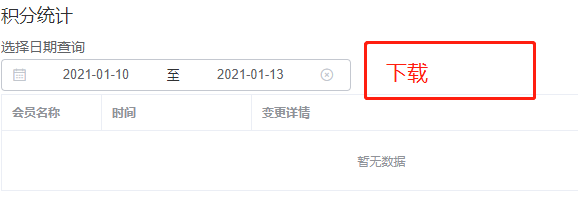 积分统计
选择日期查询
2021-01-10 至 2021-01-13 下载
会员名称 时间 变更详情
暂无数据